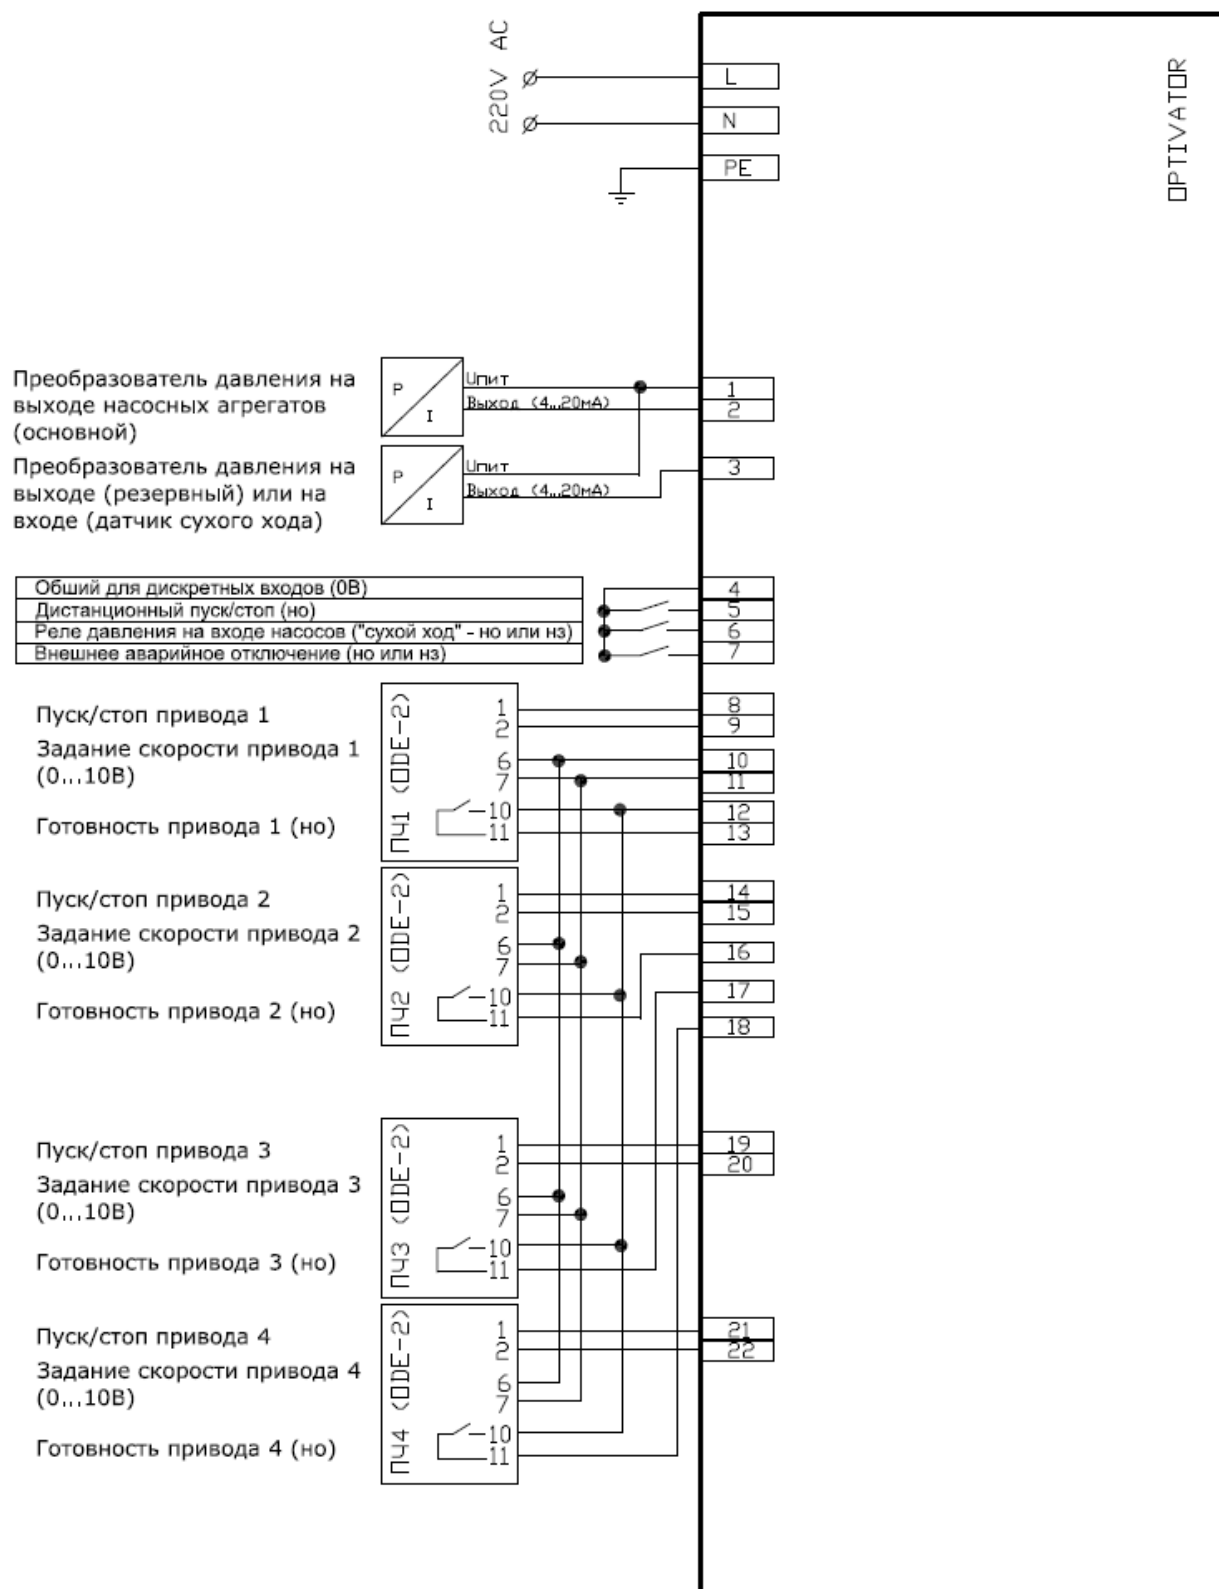 220V AC
L
N
PE
OPTIVATOR
Преобразователь давления на
выходе насосных агрегатов
(основной)
P
I
Uпит
Выход (4...20мА)
1
2
Преобразователь давления на
выходе (резервный) или на
входе (датчик сухого хода)
P
I
Uпит
Выход (4...20мА)
3
Обший для дискретных входов (0В)
Дистанционный пуск/стоп (но)
Реле давления на входе насосов ("сухой ход" - но или нз)
Внешнее аварийное отключение (но или нз)
4
5
6
7
Пуск/стоп привода 1
Задание скорости привода 1
(0...10В)
Готовность привода 1 (но)
ПЧ1 (ODE-2)
1
2
6
7
10
11
8
9
10
11
12
13
Пуск/стоп привода 2
Задание скорости привода 2
(0...10В)
Готовность привода 2 (но)
ПЧ2 (ODE-2)
1
2
6
7
10
11
14
15
16
17
18
Пуск/стоп привода 3
Задание скорости привода 3
(0...10В)
Готовность привода 3 (но)
ПЧ3 (ODE-2)
1
2
6
7
10
11
19
20
Пуск/стоп привода 4
Задание скорости привода 4
(0...10В)
Готовность привода 4 (но)
ПЧ4 (ODE-2)
1
2
6
7
10
11
21
22